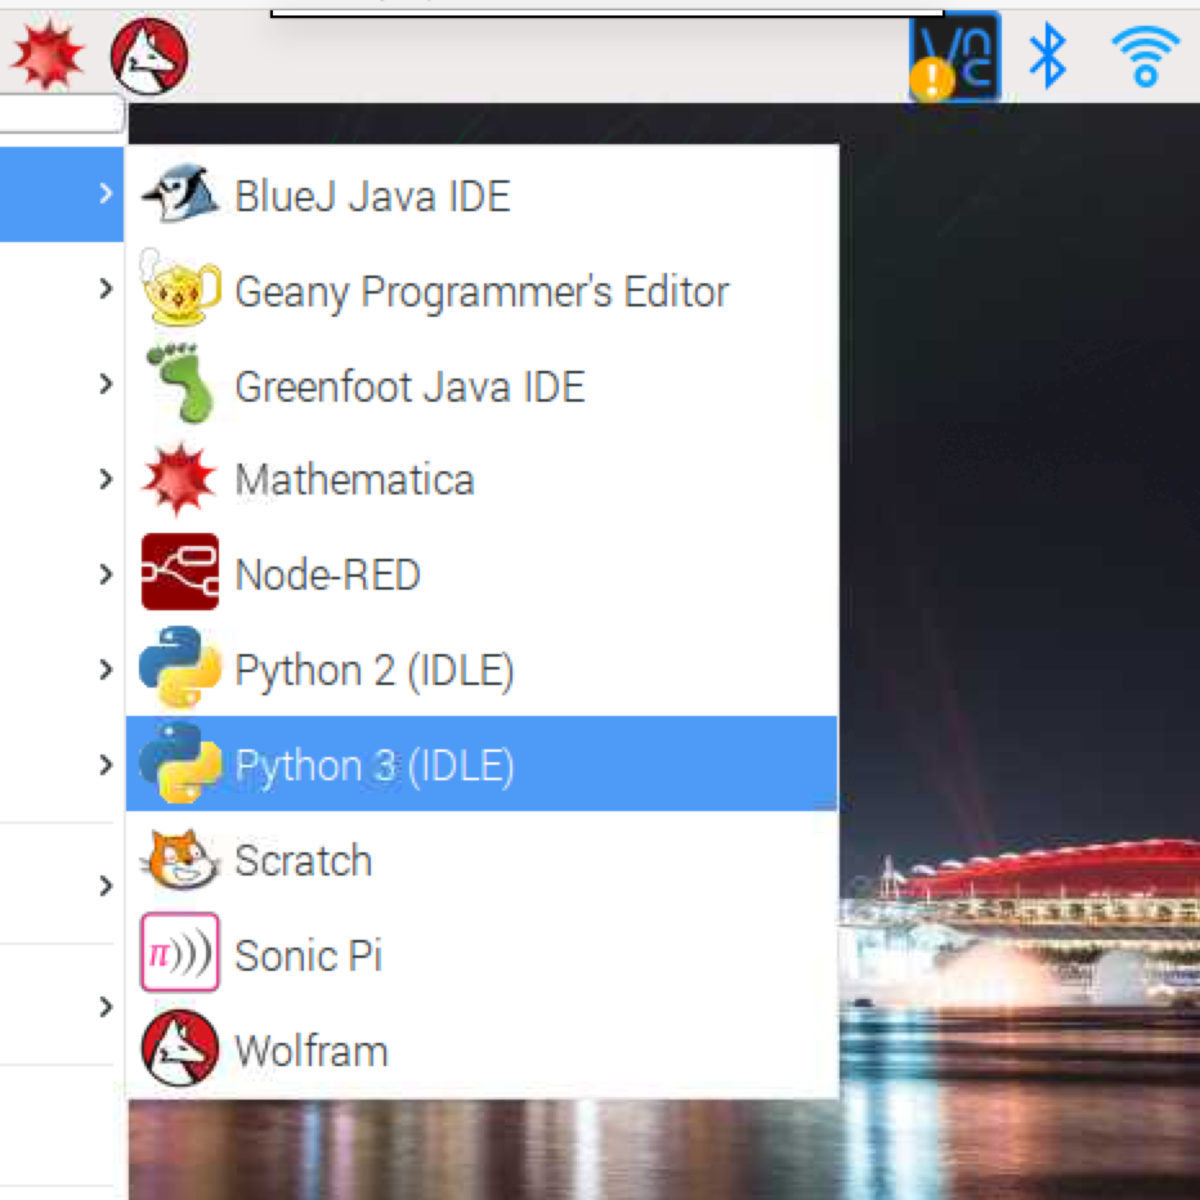 VNC
BlueJ Java IDE
Geany Programmer's Editor
Greenfoot Java IDE
Mathematica
Node-RED
Python 2 (IDLE)
Python 3 (IDLE)
Scratch
π)))
Sonic Pi
Wolfram